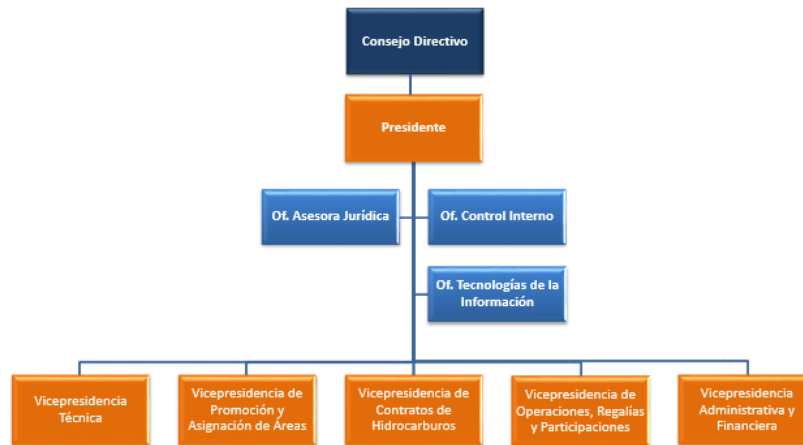 Consejo Directivo
Presidente
Of. Asesora Jurídica
Of. Control Interno
Of. Tecnologías de la
Información
Vicepresidencia
Técnica
Vicepresidencia de
Promoción y
Asignación de Áreas
Vicepresidencia de
Contratos de
Hidrocarburos
Vicepresidencia de
Operaciones, Regalías
y Participaciones
Vicepresidencia
Administrativa y
Financiera